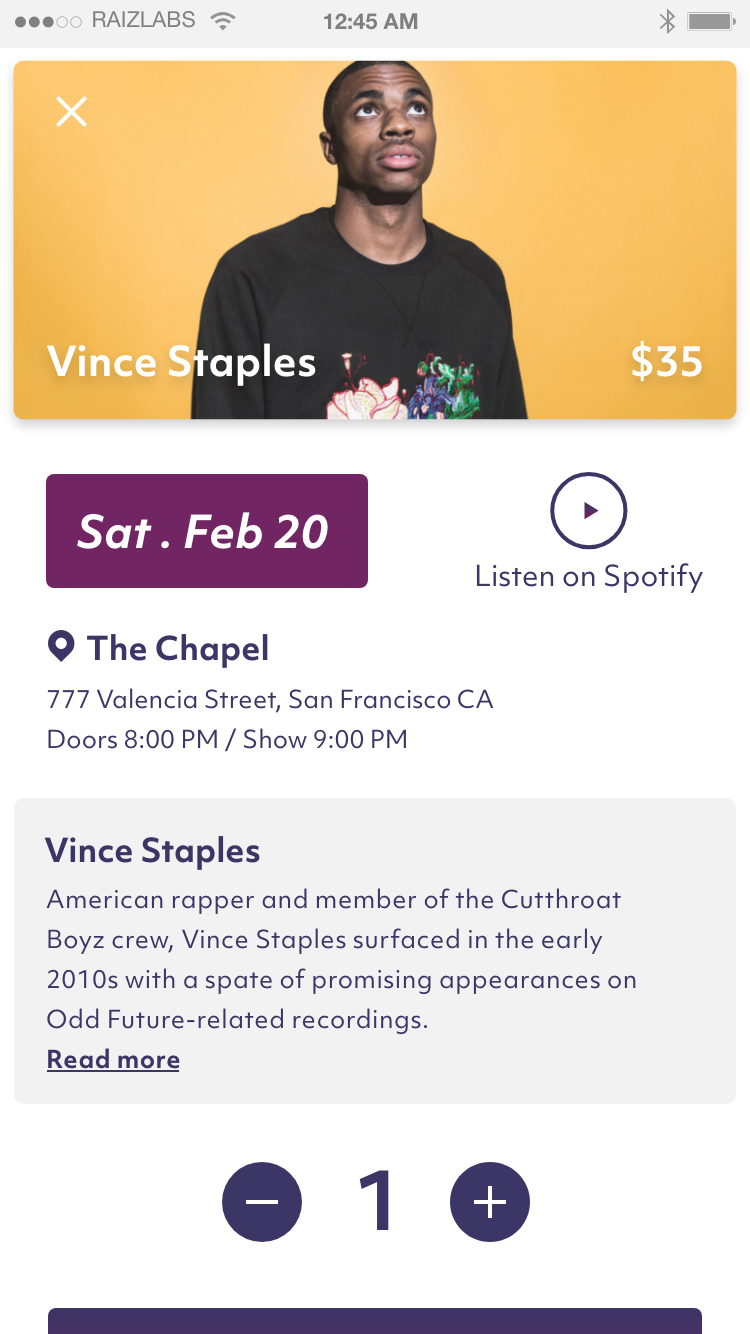 RAIZLABS 12:45 AM
Vince Staples $35
Sat . Feb 20
Listen on Spotify
The Chapel
777 Valencia Street, San Francisco CA
Doors 8:00 PM / Show 9:00 PM
Vince Staples
American rapper and member of the Cutthroat
Boyz crew, Vince Staples surfaced in the early
2010s with a spate of promising appearances on
Odd Future-related recordings.
Read more
1